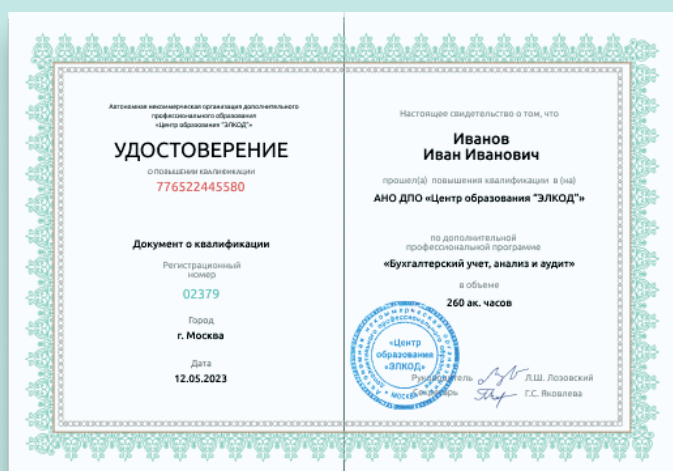 Автономная некоммерческая организация дополнительного
профессионального образования
«Центр образования "ЭЛКОД"»
УДОСТОВЕРЕНИЕ
О ПОВЫШЕНИИ КВАЛИФИКАЦИИ
776522445580
Документ о квалификации
Регистрационный
номер
02379
Город
г. Москва
Дата
12.05.2023
Настоящее свидетельство о том, что
Иванов
Иван Иванович
прошел(а) повышения квалификации в (на)
АНО ДПО «Центр образования "ЭЛКОД"»
по дополнительной
профессиональной программе
«Бухгалтерский учет, анализ и аудит»
в объеме
260 ак. часов
«Центр
образования
«ЭЛКОД»
МОСКВА
Руководитель
Л.Ш. Лозовский
Секретарь
Г.С. Яковлева